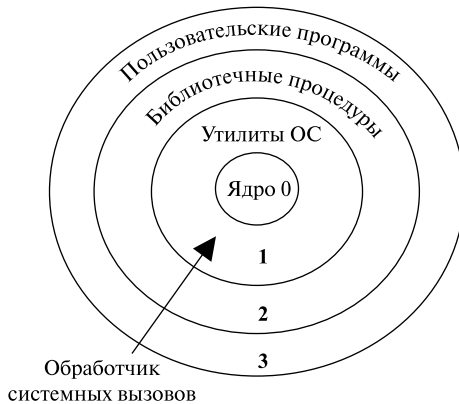 Пользовательские программы
Библиотечные процедуры
Утилиты ОС
Ядро 0
1
2
3
Обработчик
системных вызовов